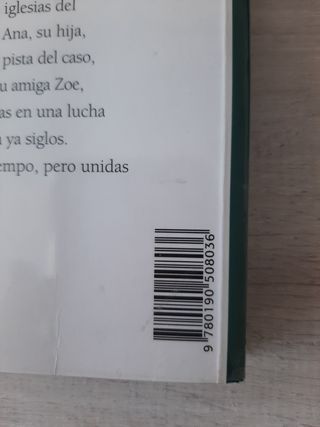 iglesias del
Ana, su hija,
pista del caso,
u amiga Zoe,
as en una lucha
ya siglos.
empo, pero unidas
9 780190 508036